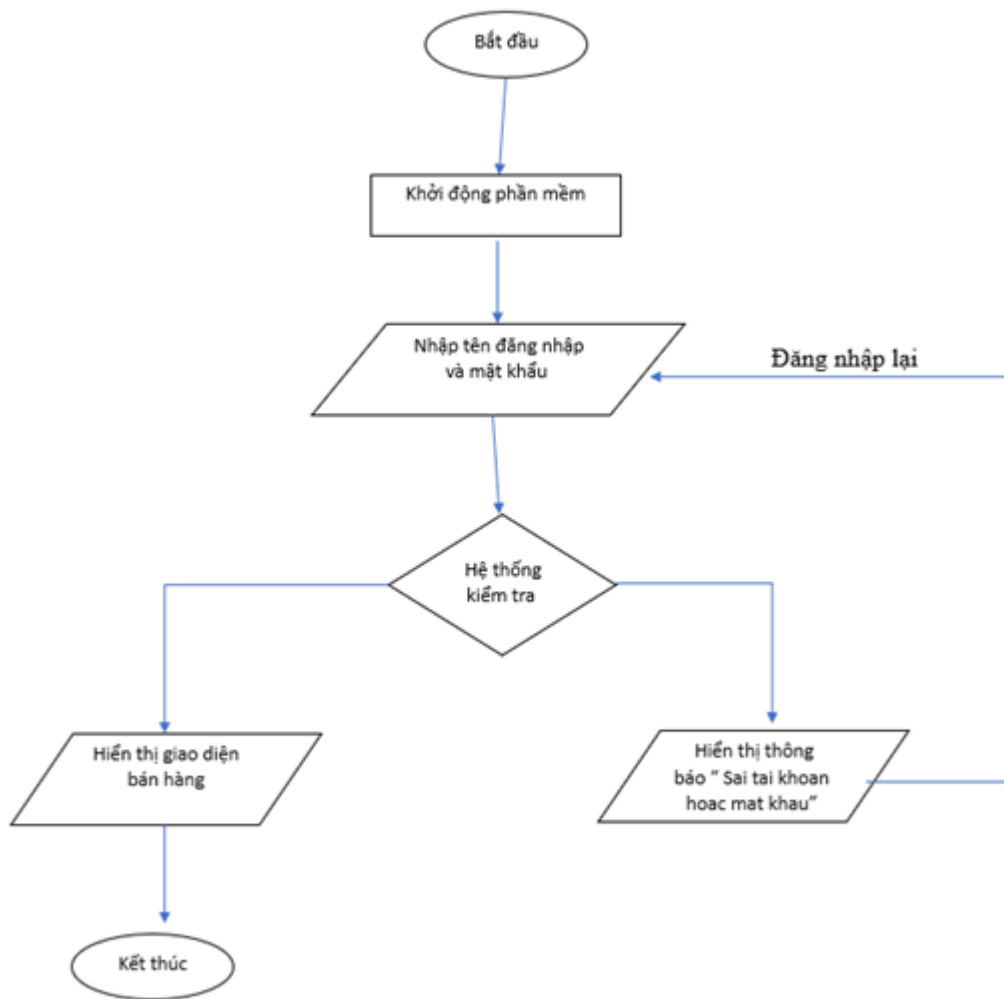 Bắt đầu
Khởi động phần mềm
Nhập tên đăng nhập
và mật khẩu
Đăng nhập lại
Hệ thống
kiểm tra
Hiển thị giao diện
bán hàng
Hiển thị thông
báo “ Sai tai khoan
hoac mat khau”
Kết thúc